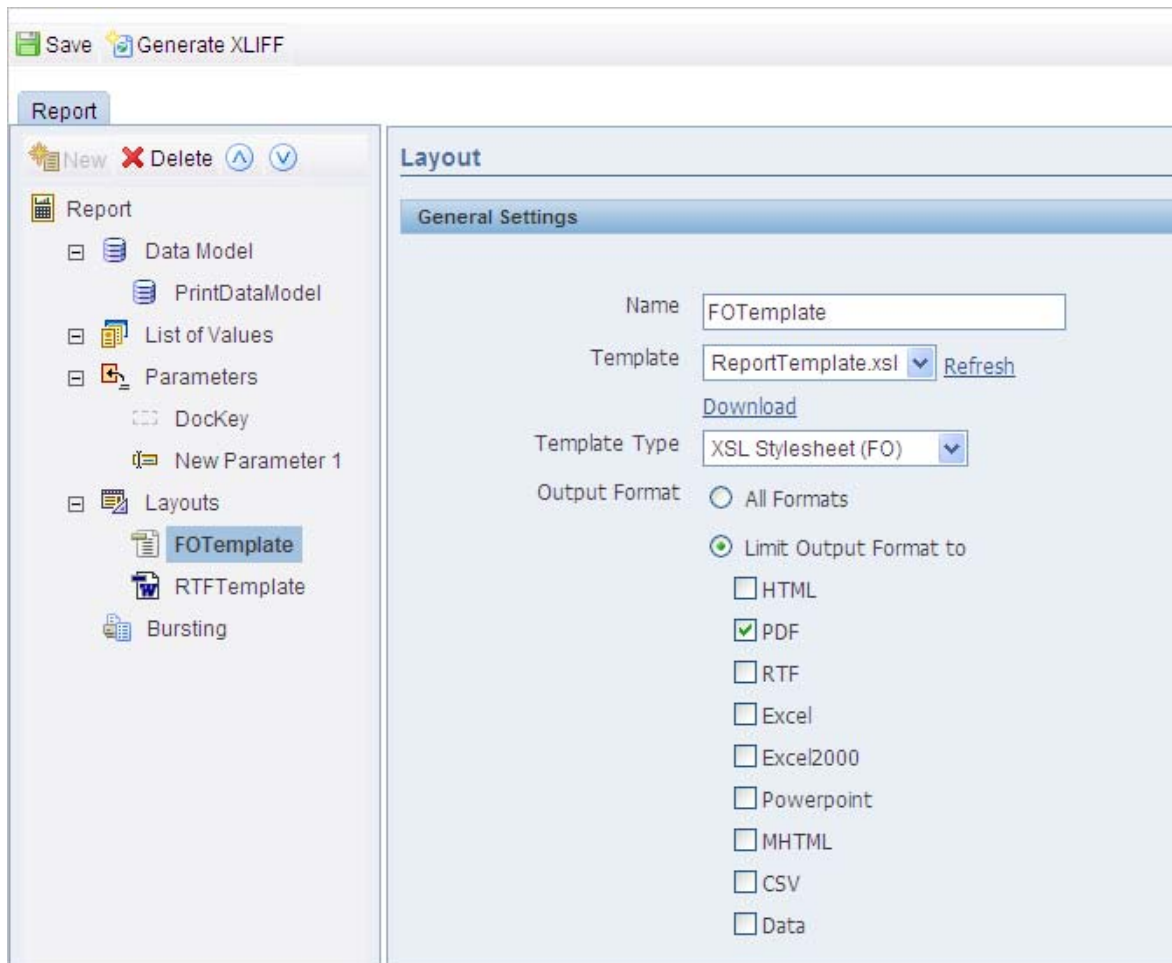 Save Generate XLIFF
Report
New Delete
Report
Data Model
PrintDataModel
List of Values
Parameters
DocKey
New Parameter 1
Layouts
FOTemplate
RTFTemplate
Bursting
Layout
General Settings
Name FOTemplate
Template ReportTemplate.xsl Refresh
Download
Template Type XSL Stylesheet (FO)
Output Format All Formats
Limit Output Format to
HTML
PDF
RTF
Excel
Excel2000
Powerpoint
MHTML
CSV
Data